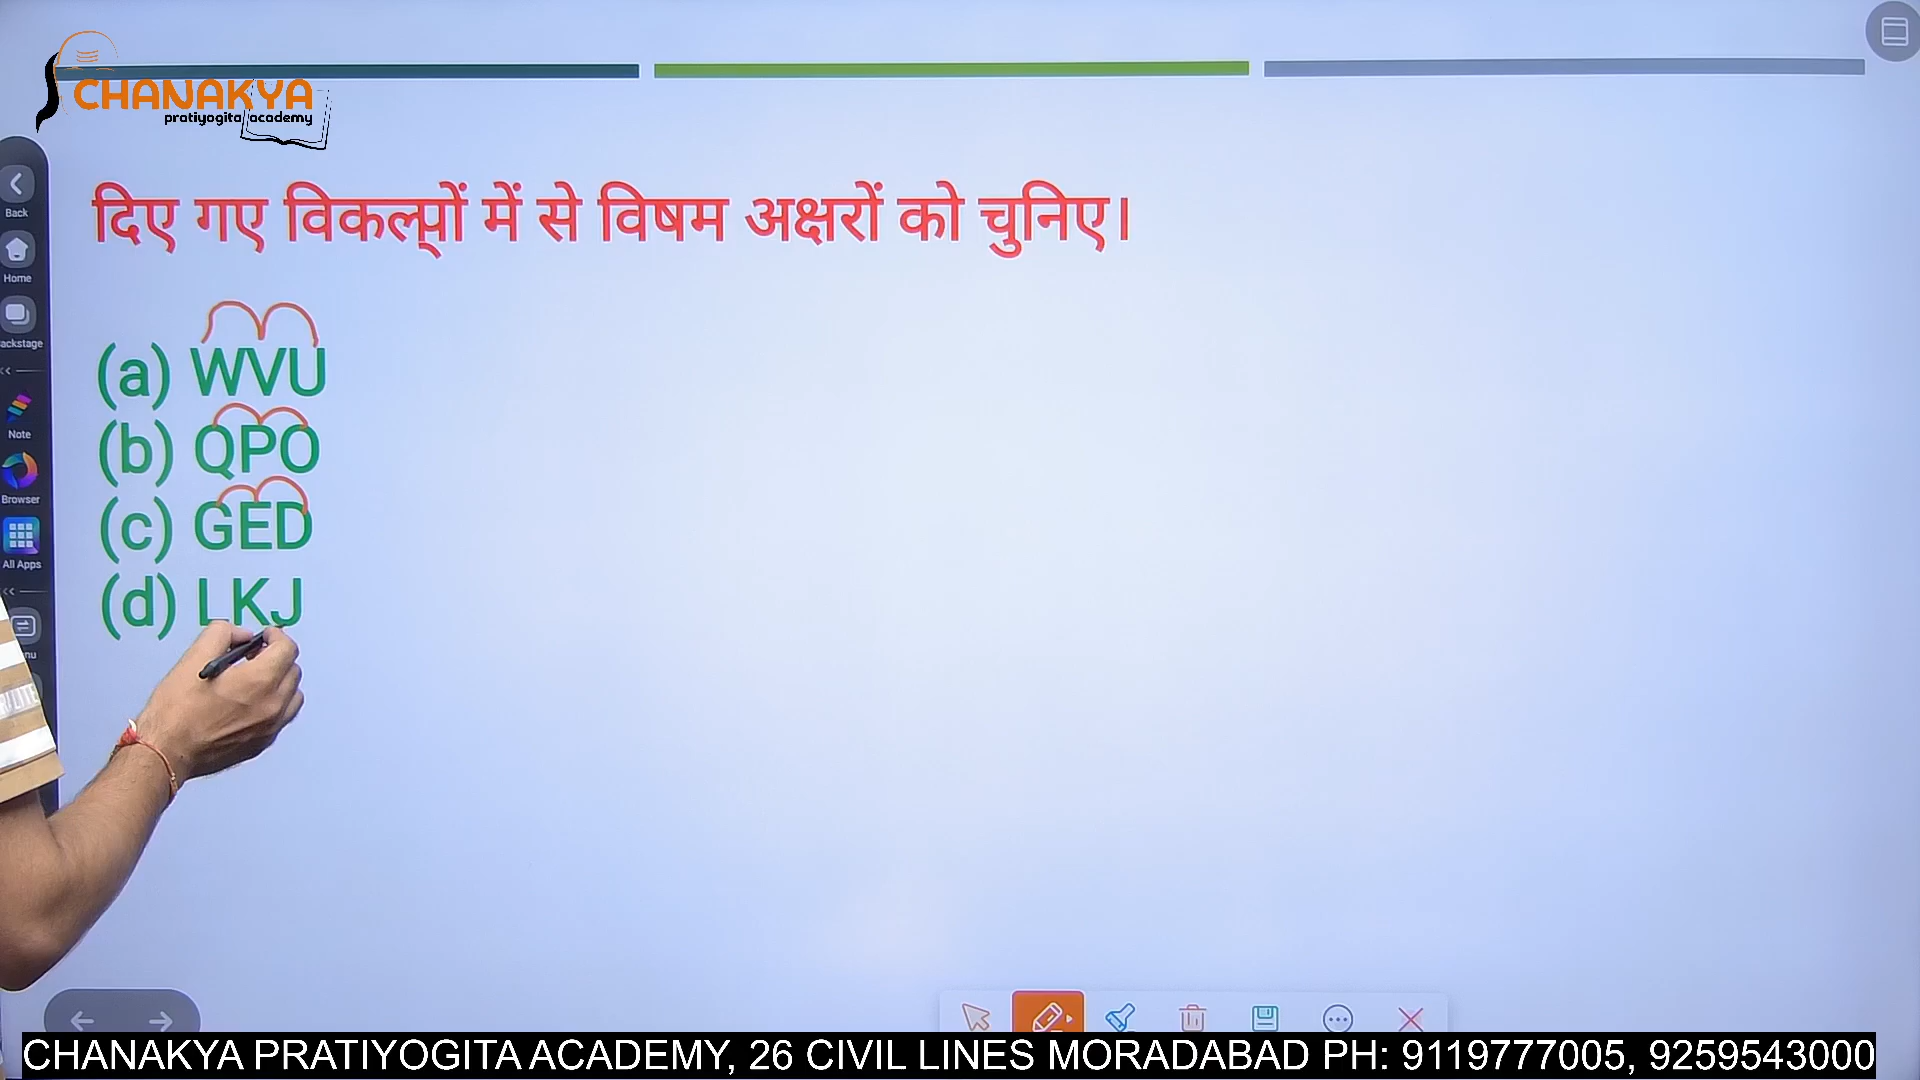 CHANAKYA
pratiyogita academy
Back
Home
ackstage
Note
Browser
All Apps
nu
दिए गए विकल्पों में से विषम अक्षरों को चुनिए।
(a) WVU
(b) QPO
(c) GED
(d) LKJ
CHANAKYA PRATIYOGITA ACADEMY, 26 CIVIL LINES MORADABAD PH: 9119777005, 9259543000